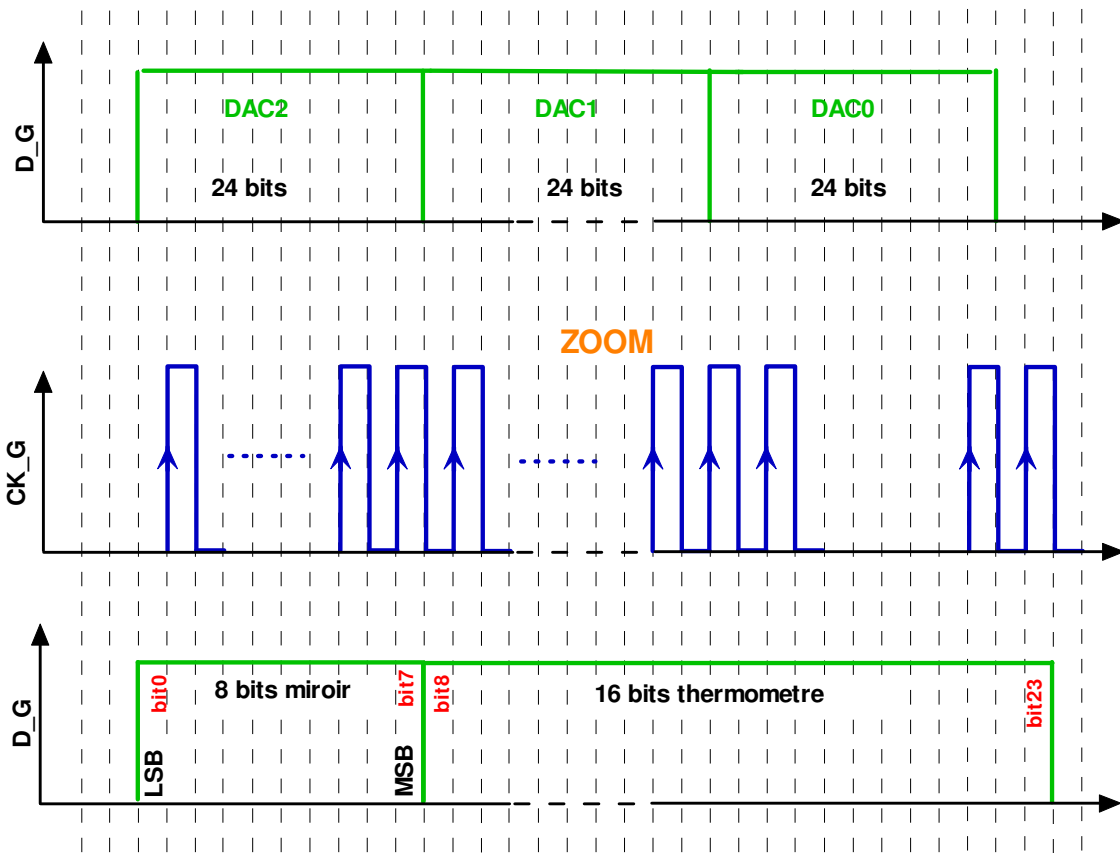 D_G
DAC2
DAC1
DAC0
24 bits
24 bits
24 bits
ZOOM
CK_G
D_G
bit0
8 bits miroir
bit7
bit8
16 bits thermometre
bit23
LSB
MSB